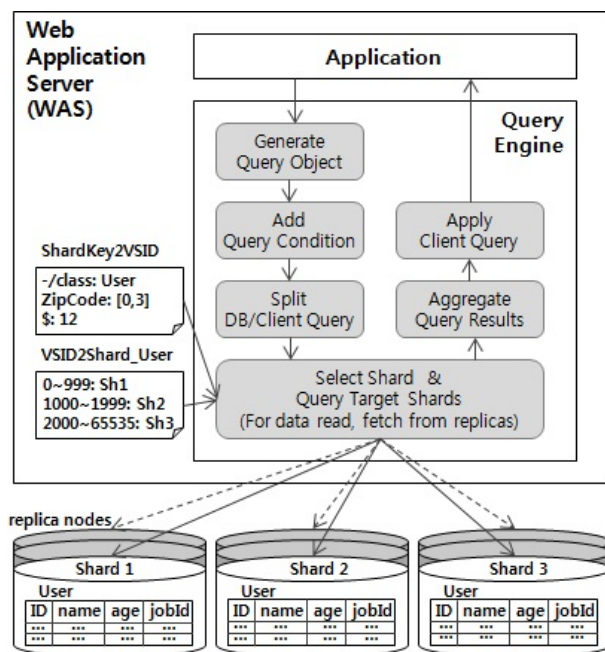 Web
Application
Server
(WAS)
Application
Query
Engine
Generate
Query Object
Add
Query Condition
Apply
Client Query
ShardKey2VSID
-/class: User
ZipCode: [0,3]
$: 12
Split
DB/Client Query
Aggregate
Query Results
VSID2Shard_User
0~999: Sh1
1000~1999: Sh2
2000~65535: Sh3
Select Shard &
Query Target Shards
(For data read, fetch from replicas)
replica nodes
Shard 1
User
ID name age jobId
... ... ... ...
... ... ... ...
Shard 2
User
ID name age jobId
... ... ... ...
... ... ... ...
Shard 3
User
ID name age jobId
... ... ... ...
... ... ... ...